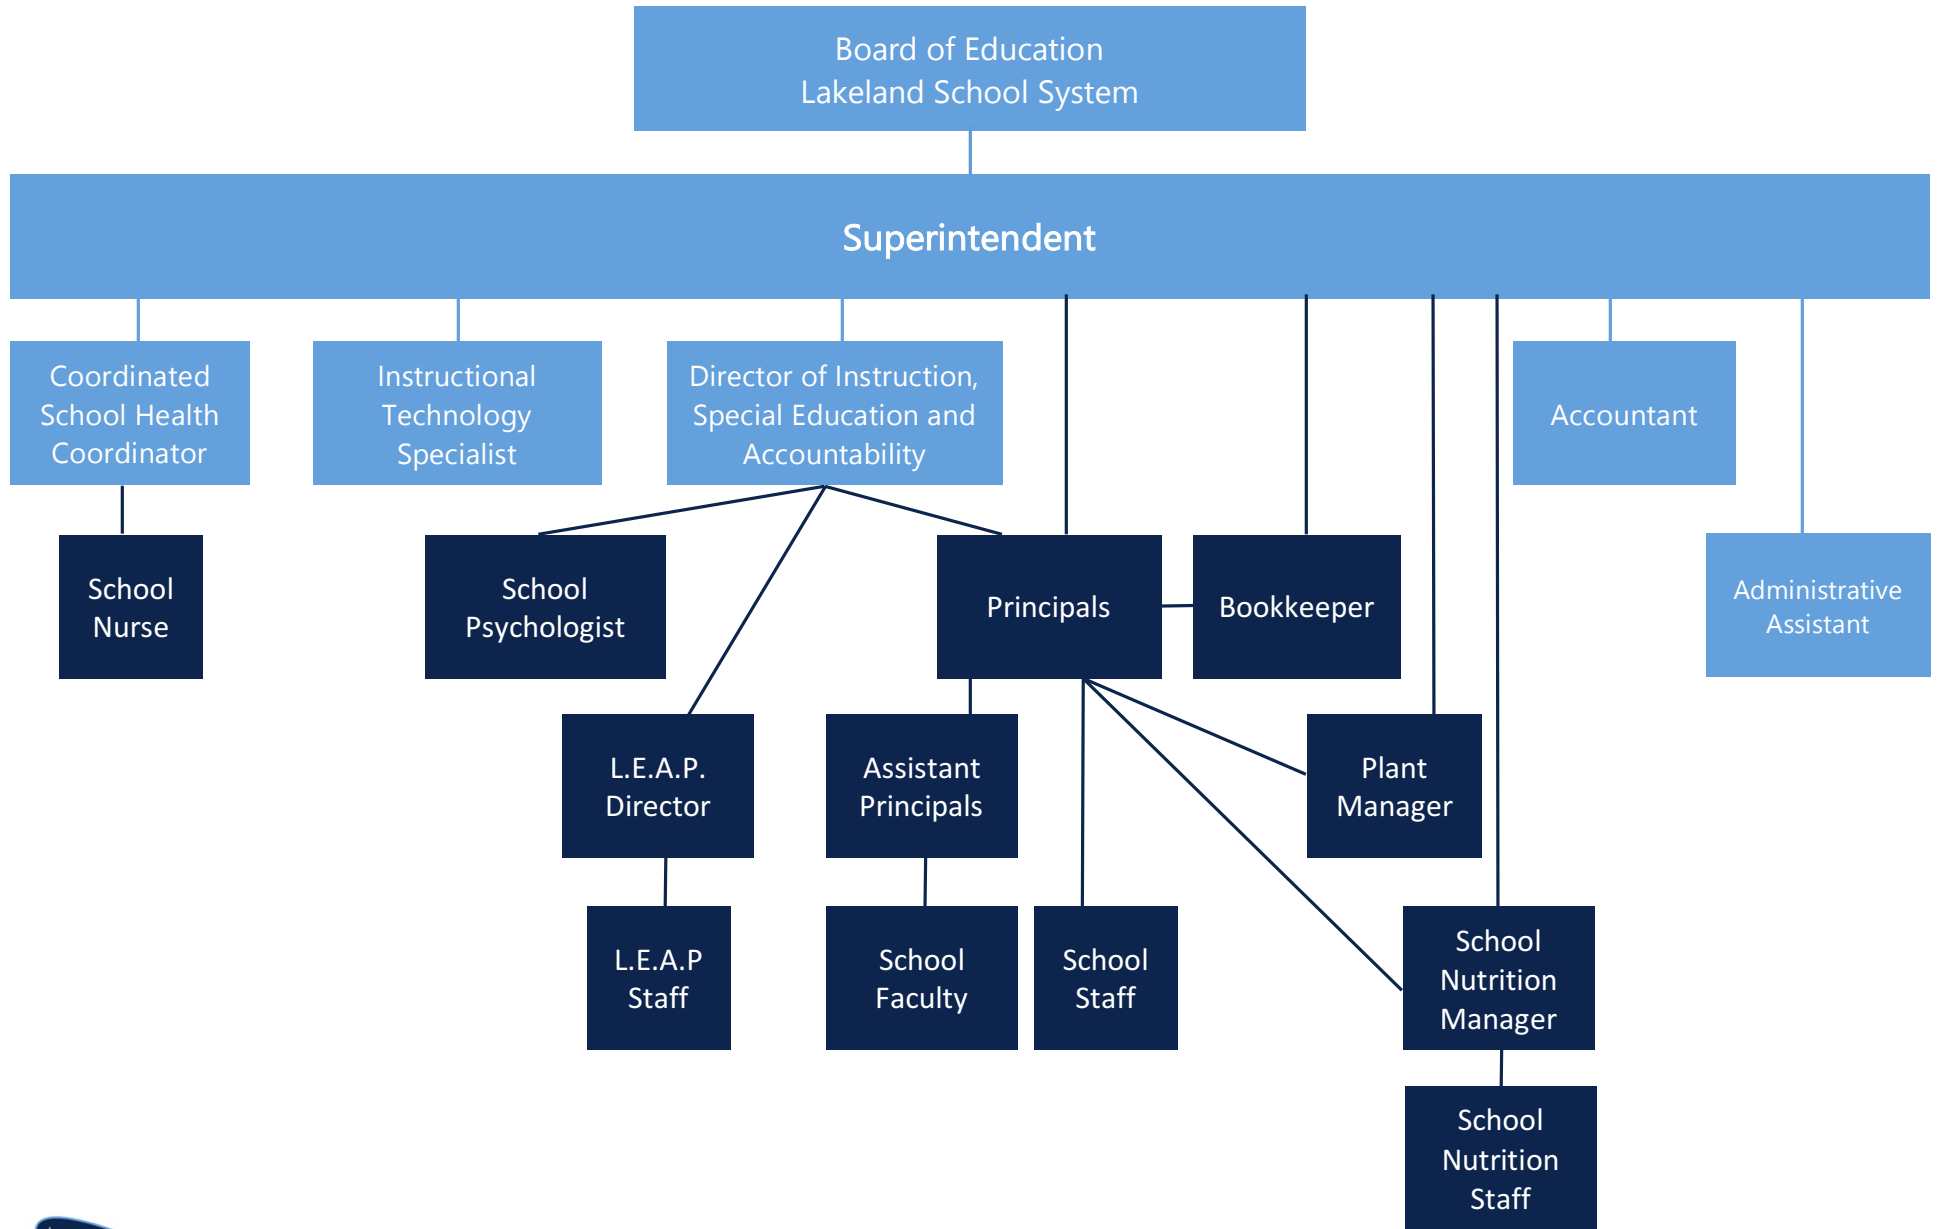 Board of Education
Lakeland School System
Superintendent
Coordinated
School Health
Coordinator
Instructional
Technology
Specialist
Director of Instruction,
Special Education and
Accountability
Accountant
School
Nurse
School
Psychologist
Principals
Bookkeeper
Administrative
Assistant
L.E.A.P.
Director
Assistant
Principals
Plant
Manager
L.E.A.P
Staff
School
Faculty
School
Staff
School
Nutrition
Manager
School
Nutrition
Staff